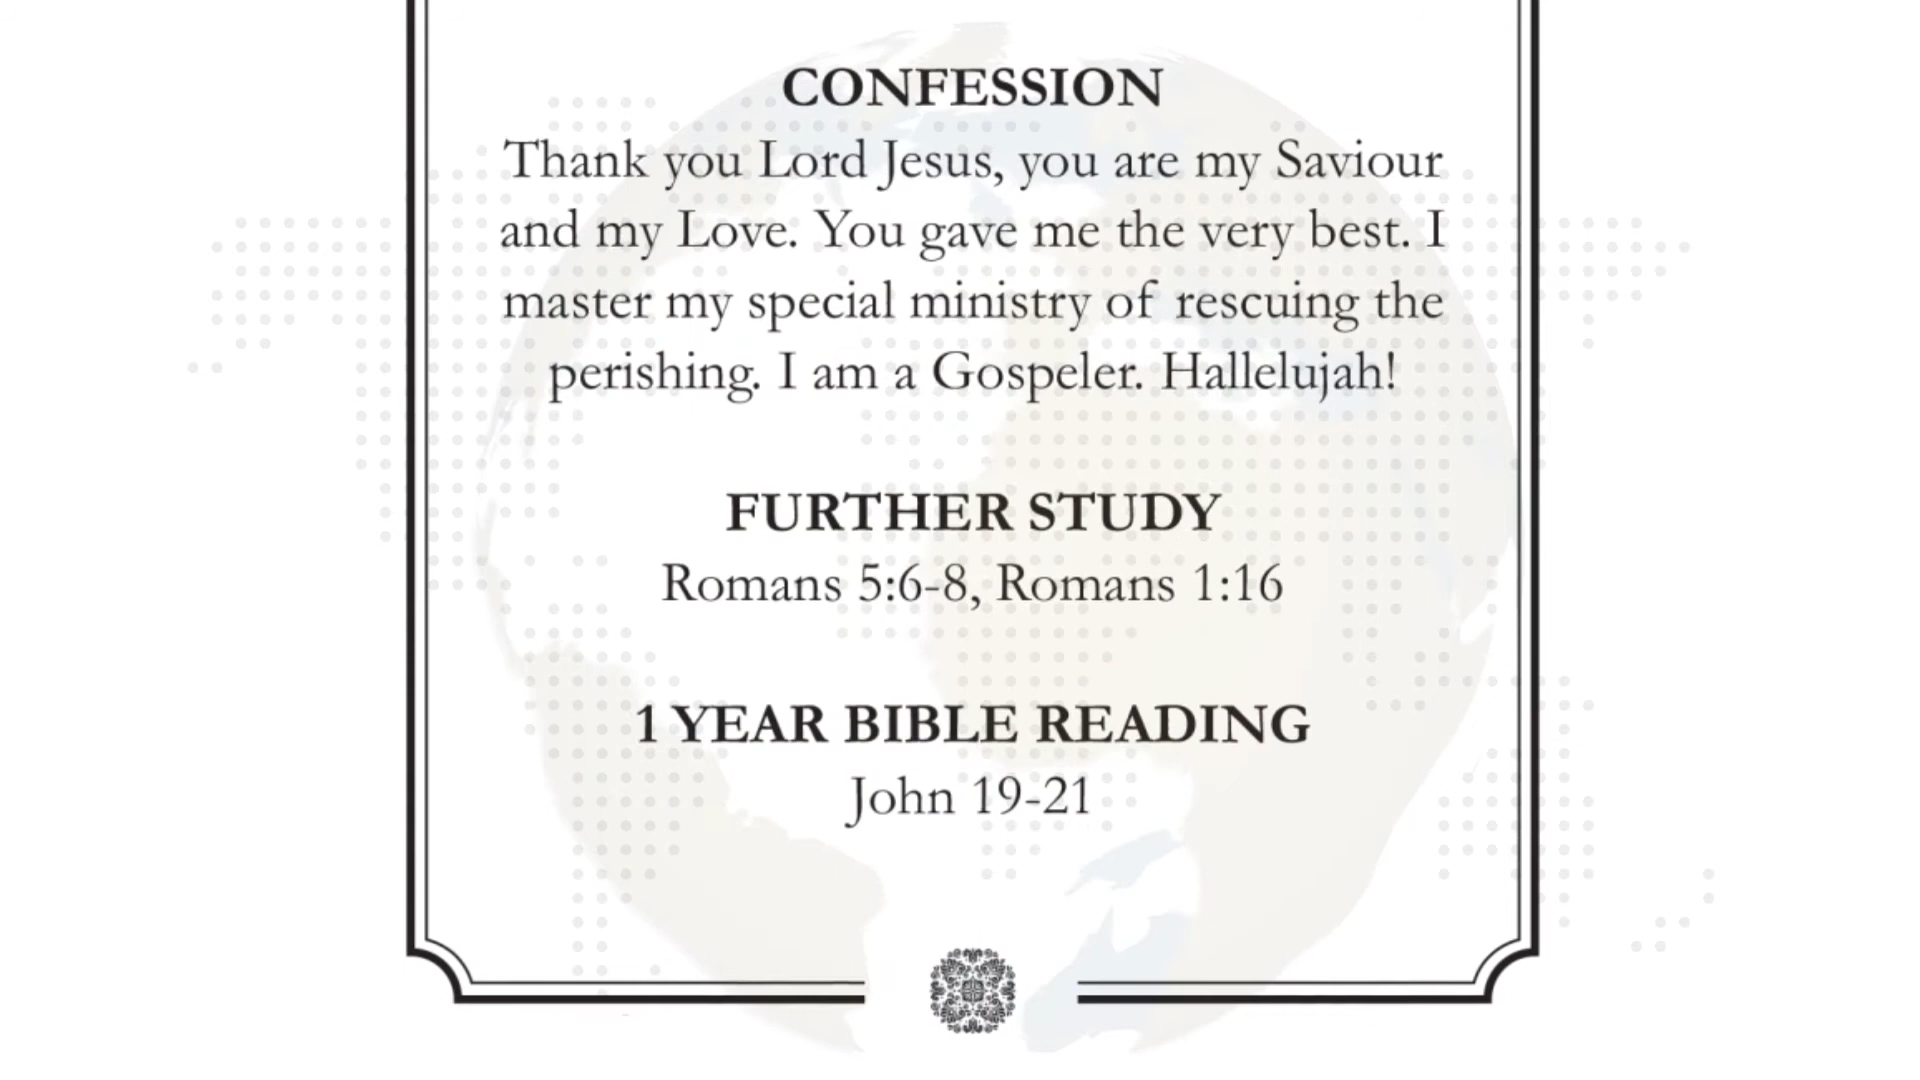 CONFESSION
Thank you Lord Jesus, you are my Saviour
and my Love. You gave me the very best. I
master my special ministry of rescuing the
perishing. I am a Gospeler. Hallelujah!
FURTHER STUDY
Romans 5:6-8, Romans 1:16
1 YEAR BIBLE READING
John 19-21